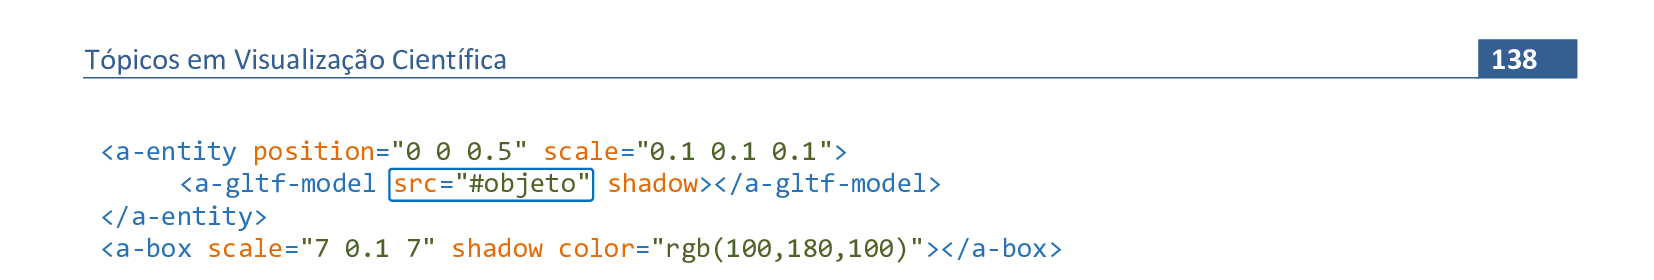 Tópicos em Visualização Científica
138
<a-entity position="0 0 0.5" scale="0.1 0.1 0.1">
<a-gltf-model src="#objeto" shadow></a-gltf-model>
</a-entity>
<a-box scale="7 0.1 7" shadow color="rgb(100,180,100)"></a-box>